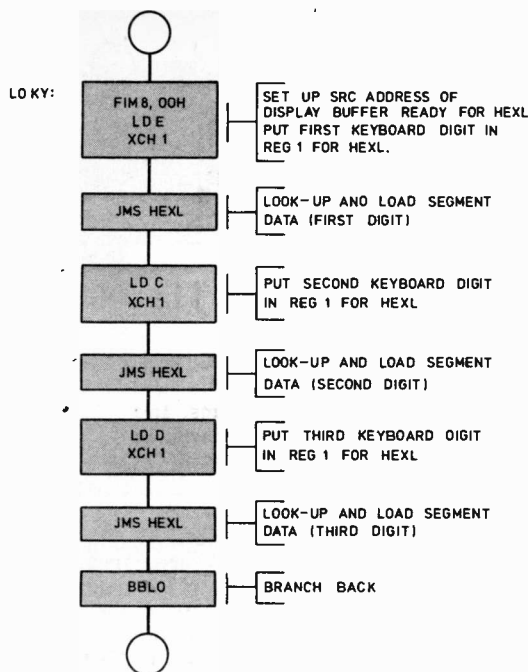 LOKY:
FIM 8, 00H
LD E
XCH 1
SET UP SRC ADDRESS OF
DISPLAY BUFFER READY FOR HEXL
PUT FIRST KEYBOARD DIGIT IN
REG 1 FOR HEXL.
JMS HEXL
LOOK-UP AND LOAD SEGMENT
DATA (FIRST DIGIT)
LD C
XCH 1
PUT SECOND KEYBOARD DIGIT
IN REG 1 FOR HEXL
JMS HEXL
LOOK-UP AND LOAD SEGMENT
DATA (SECOND DIGIT)
LD D
XCH 1
PUT THIRD KEYBOARD DIGIT
IN REG 1 FOR HEXL
JMS HEXL
LOOK-UP AND LOAD SEGMENT
DATA (THIRD DIGIT)
BBL0
BRANCH BACK